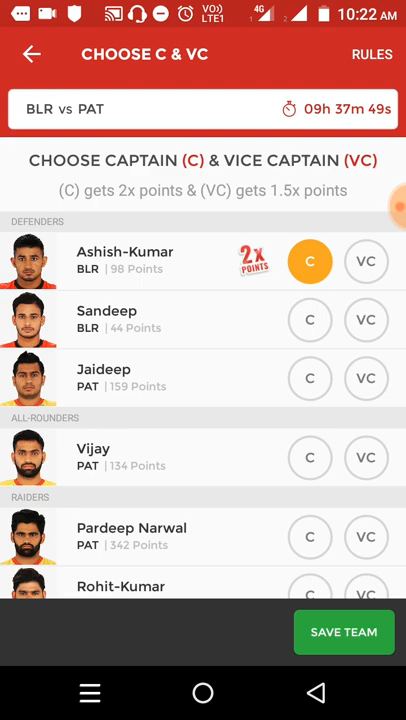 VO))
LTE1
4G
1
2
10:22 AM
CHOOSE C & VC
RULES
BLR vs PAT
09h 37m 49s
CHOOSE CAPTAIN (C) & VICE CAPTAIN (VC)
(C) gets 2x points & (VC) gets 1.5x points
DEFENDERS
Ashish-Kumar
BLR | 98 Points
2x
POINTS
C
VC
Sandeep
BLR | 44 Points
C
VC
Jaideep
PAT | 159 Points
C
VC
ALL-ROUNDERS
Vijay
PAT | 134 Points
C
VC
RAIDERS
Pardeep Narwal
PAT | 342 Points
C
VC
Rohit-Kumar
C
VC
SAVE TEAM